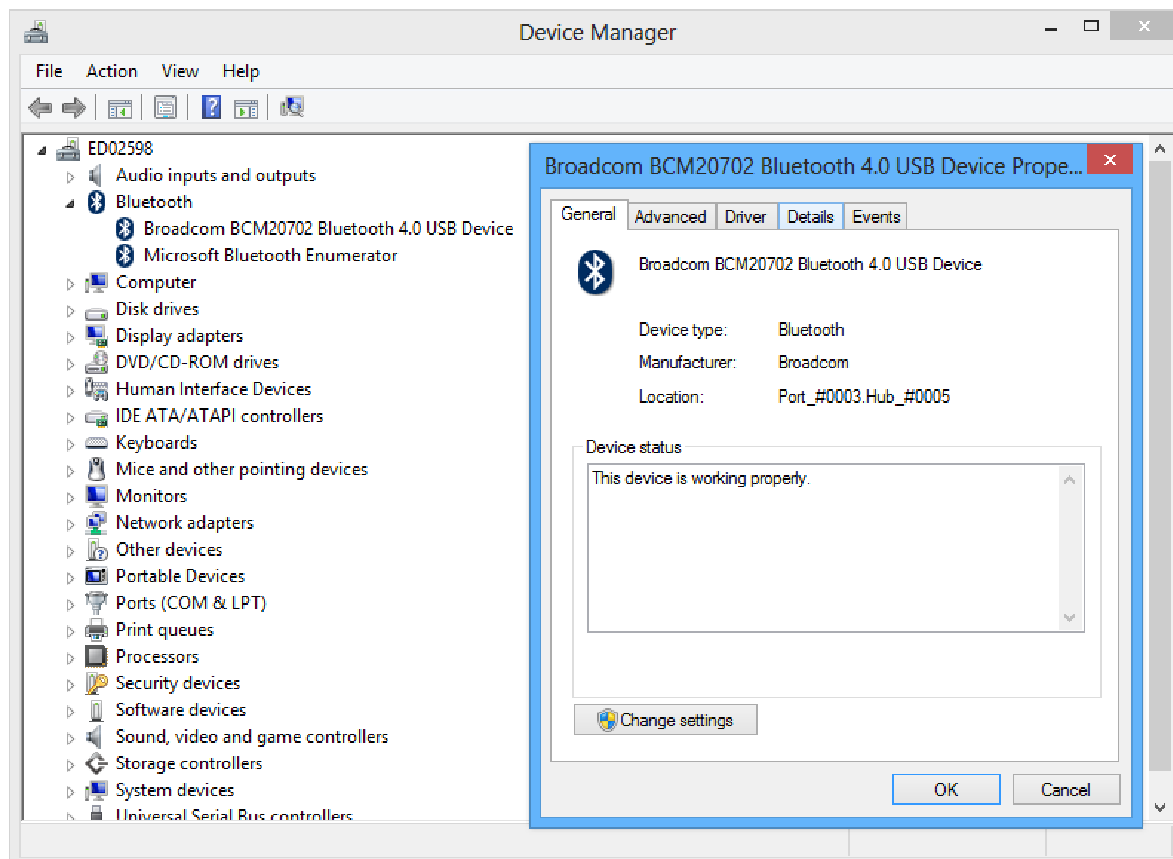 Device Manager
File Action View Help
ED02598
Audio inputs and outputs
Bluetooth
Broadcom BCM20702 Bluetooth 4.0 USB Device
Microsoft Bluetooth Enumerator
Computer
Disk drives
Display adapters
DVD/CD-ROM drives
Human Interface Devices
IDE ATA/ATAPI controllers
Keyboards
Mice and other pointing devices
Monitors
Network adapters
Other devices
Portable Devices
Ports (COM & LPT)
Print queues
Processors
Security devices
Software devices
Sound, video and game controllers
Storage controllers
System devices
Universal Serial Bus controllers
Broadcom BCM20702 Bluetooth 4.0 USB Device Prope...
General Advanced Driver Details Events
Broadcom BCM20702 Bluetooth 4.0 USB Device
Device type: Bluetooth
Manufacturer: Broadcom
Location: Port_#0003.Hub_#0005
Device status
This device is working properly.
Change settings
OK Cancel